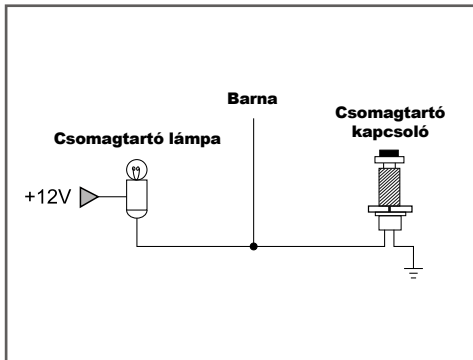 Barna
Csomagtartó
kapcsoló
Csomagtartó lámpa
+12V